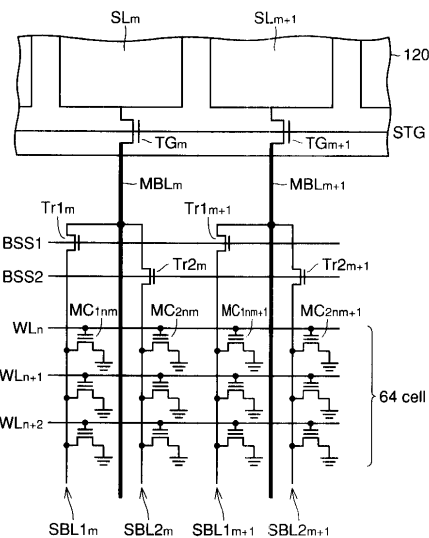 SLm SLm+1
120
STG
TGm TGm+1
MBLm MBLm+1
Tr1m Tr1m+1
BSS1
BSS2 Tr2m Tr2m+1
MC1nm MC2nm MC1nm+1 MC2nm+1
WLn
WLn+1
64 cell
WLn+2
SBL1m SBL2m SBL1m+1 SBL2m+1